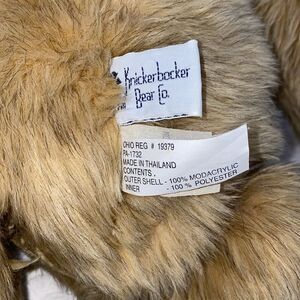 Knickerbocker
Bear Co.
OHIO REG # 19379
PA-1732
MADE IN THAILAND
CONTENTS .
OUTER SHELL - 100% MODACRYLIC
INNER - 100 % POLYESTER